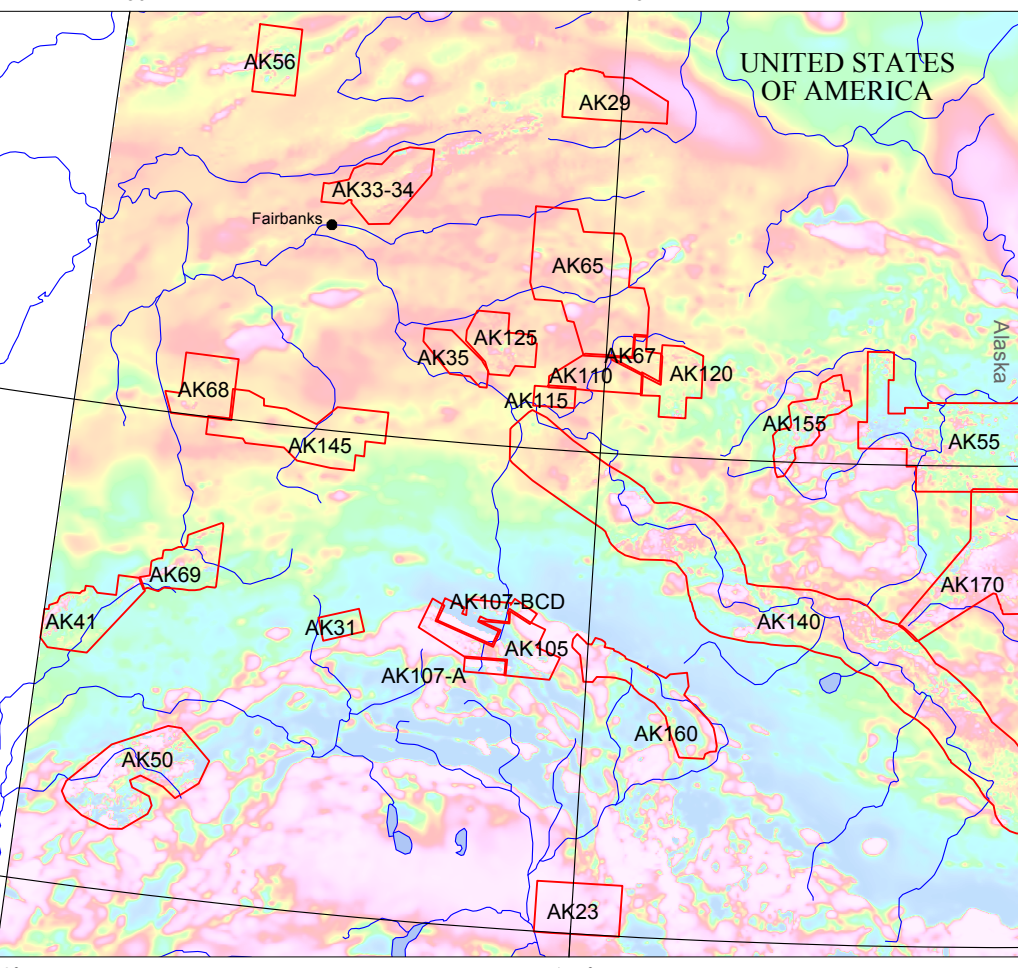 AK56
UNITED STATES
OF AMERICA
AK29
AK33-34
Fairbanks
AK65
AK125
AK35
AK67
AK110
AK120
AK68
AK115
AK145
AK155
AK55
Alaska
AK69
AK41
AK31
AK107-BCD
AK105
AK107-A
AK140
AK170
AK160
AK50
AK23